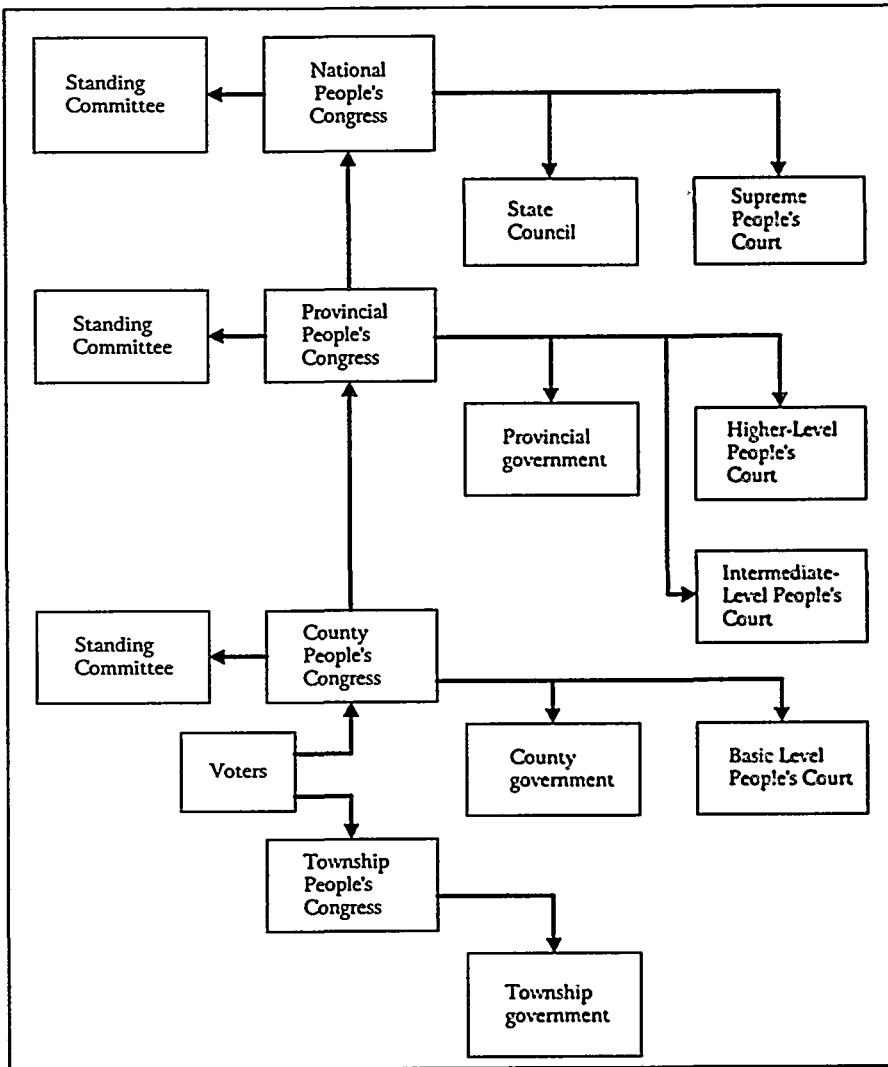 National
People's
Congress
Standing
Committee
State
Council
Supreme
People's
Court
Standing
Committee
Provincial
People's
Congress
Provincial
government
Higher-Level
People's
Court
Intermediate-
Level People's
Court
Standing
Committee
County
People's
Congress
Voters
County
government
Basic Level
People's Court
Township
People's
Congress
Township
government